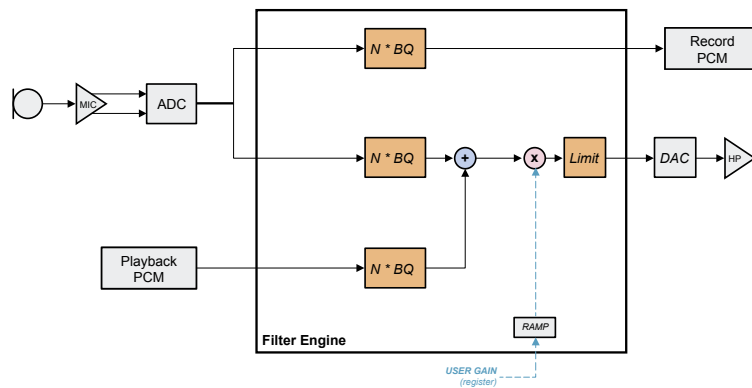 N * BQ
Record
PCM
MIC
ADC
N * BQ
+
x
Limit
DAC
HP
Playback
PCM
N * BQ
RAMP
Filter Engine
USER GAIN
(register)